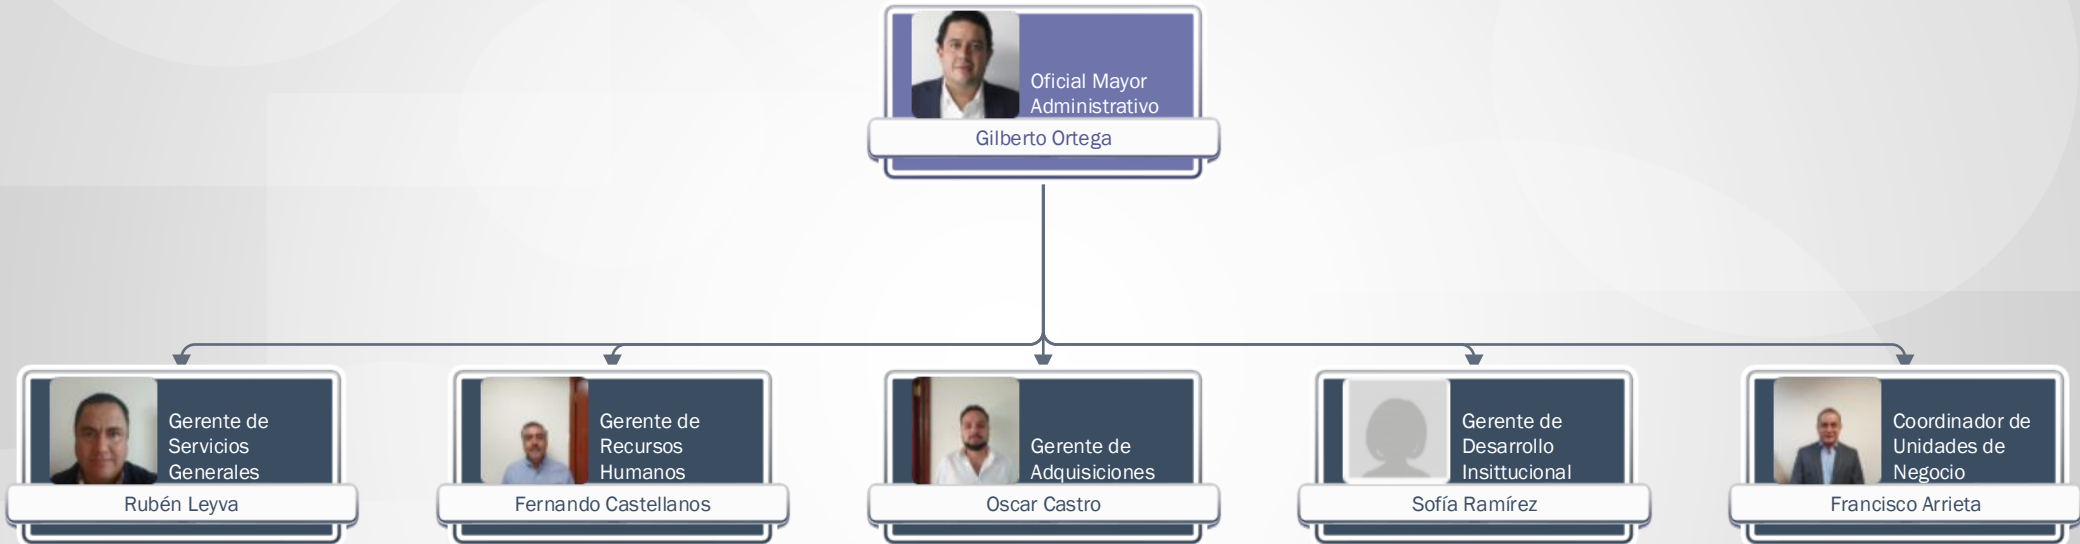 Oficial Mayor
Administrativo
Gilberto Ortega
Gerente de
Servicios
Generales
Rubén Leyva
Gerente de
Recursos
Humanos
Fernando Castellanos
Gerente de
Adquisiciones
Oscar Castro
Gerente de
Desarrollo
Insittucional
Sofía Ramírez
Coordinador de
Unidades de
Negocio
Francisco Arrieta